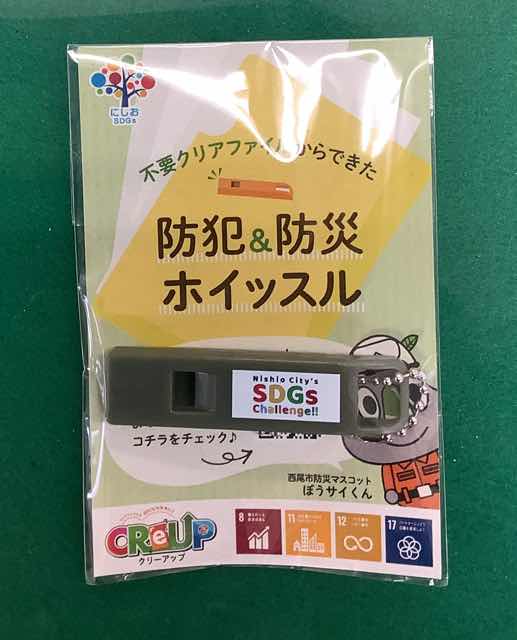 にしお
SDGs
不要クリアファイルからできた
防犯&防災
ホイッスル
Nishio City's
SDGs
Challenge!!
コチラをチェック♪
西尾市防災マスコット
ぼうサイくん
CReUP
クリーアップ
8
11
12
17